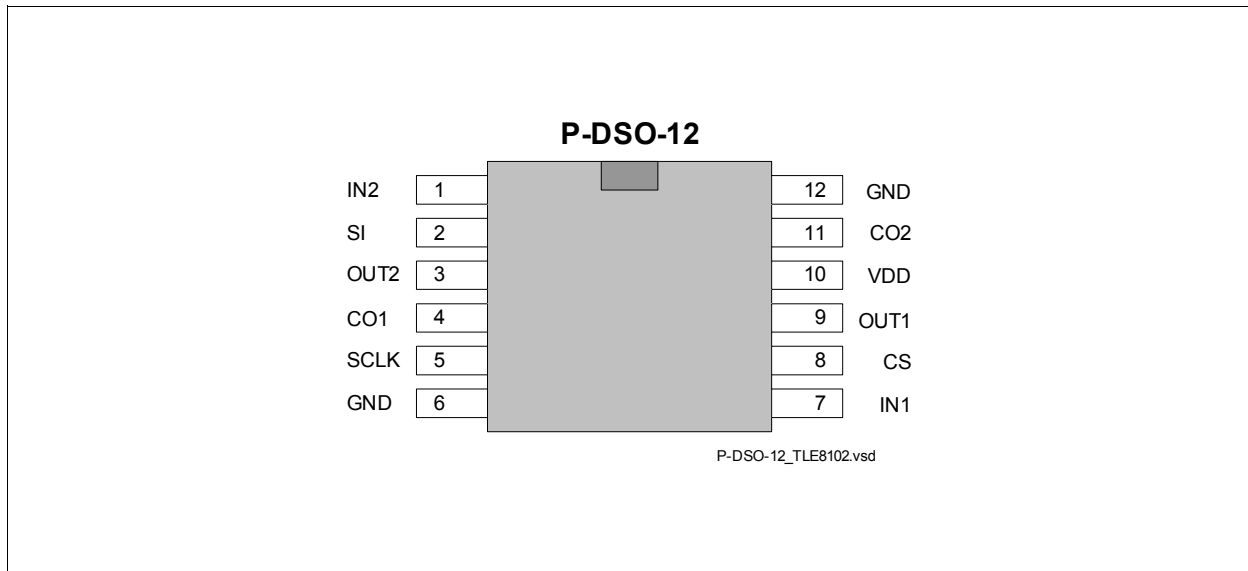 P-DSO-12
IN2 1 12 GND
SI 2 11 CO2
OUT2 3 10 VDD
CO1 4 9 OUT1
SCLK 5 8 CS
GND 6 7 IN1
P-DSO-12_TLE8102.vsd